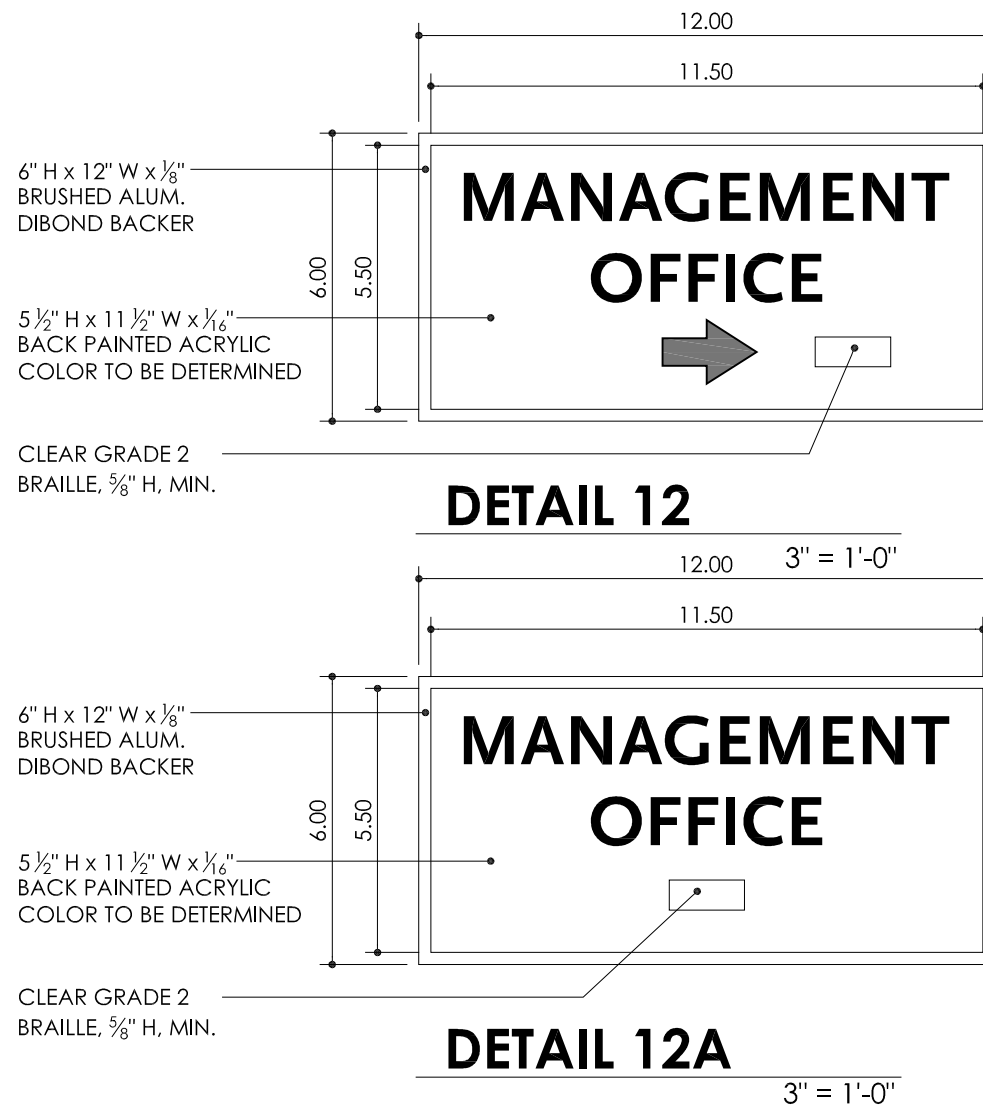 12.00
11.50
6" H x 12" W x ⅛"
BRUSHED ALUM.
DIBOND BACKER
MANAGEMENT
OFFICE
6.00
5.50
5 ½" H x 11 ½" W x 1⁄16"
BACK PAINTED ACRYLIC
COLOR TO BE DETERMINED
CLEAR GRADE 2
BRAILLE, ⅝" H, MIN.
DETAIL 12
3" = 1'-0"
12.00
11.50
6" H x 12" W x ⅛"
BRUSHED ALUM.
DIBOND BACKER
MANAGEMENT
OFFICE
6.00
5.50
5 ½" H x 11 ½" W x 1⁄16"
BACK PAINTED ACRYLIC
COLOR TO BE DETERMINED
CLEAR GRADE 2
BRAILLE, ⅝" H, MIN.
DETAIL 12A
3" = 1'-0"